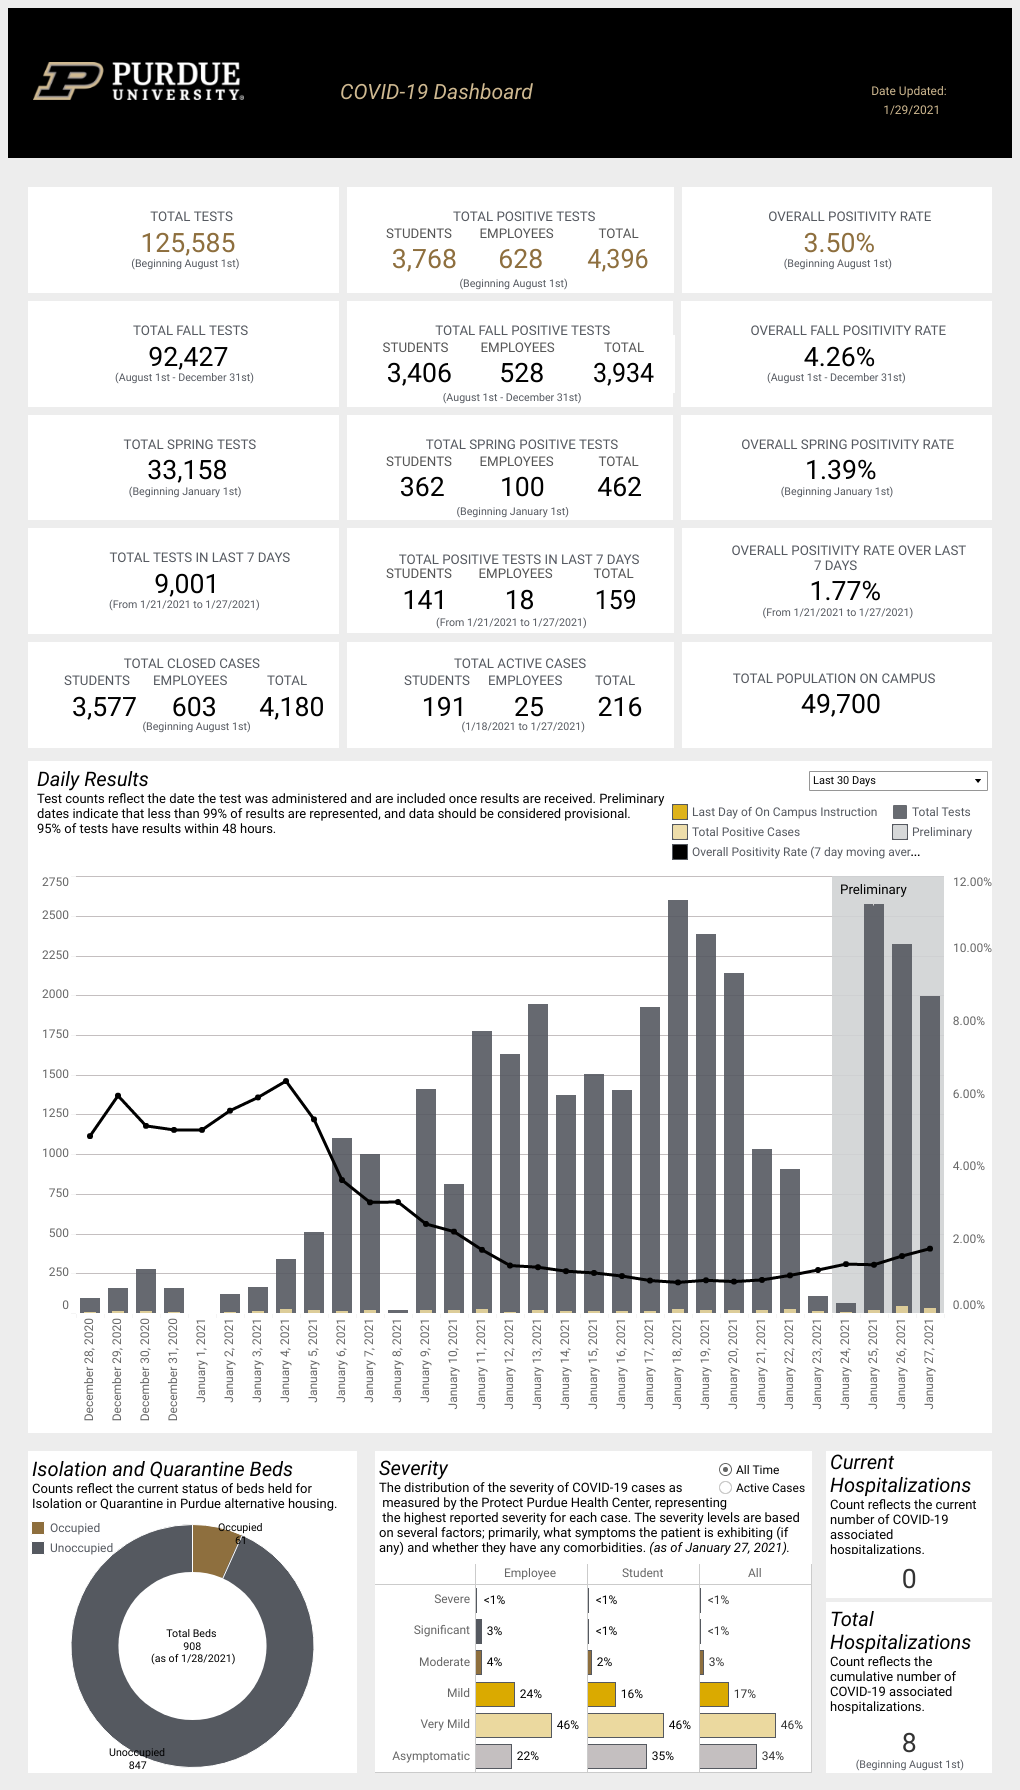 PURDUE
UNIVERSITY®
COVID-19 Dashboard
Date Updated:
1/29/2021
TOTAL TESTS
125,585
(Beginning August 1st)
TOTAL POSITIVE TESTS
STUDENTS EMPLOYEES TOTAL
3,768 628 4,396
(Beginning August 1st)
OVERALL POSITIVITY RATE
3.50%
(Beginning August 1st)
TOTAL FALL TESTS
92,427
(August 1st - December 31st)
TOTAL FALL POSITIVE TESTS
STUDENTS EMPLOYEES TOTAL
3,406 528 3,934
(August 1st - December 31st)
OVERALL FALL POSITIVITY RATE
4.26%
(August 1st - December 31st)
TOTAL SPRING TESTS
33,158
(Beginning January 1st)
TOTAL SPRING POSITIVE TESTS
STUDENTS EMPLOYEES TOTAL
362 100 462
(Beginning January 1st)
OVERALL SPRING POSITIVITY RATE
1.39%
(Beginning January 1st)
TOTAL TESTS IN LAST 7 DAYS
9,001
(From 1/21/2021 to 1/27/2021)
TOTAL POSITIVE TESTS IN LAST 7 DAYS
STUDENTS EMPLOYEES TOTAL
141 18 159
(From 1/21/2021 to 1/27/2021)
OVERALL POSITIVITY RATE OVER LAST
7 DAYS
1.77%
(From 1/21/2021 to 1/27/2021)
TOTAL CLOSED CASES
STUDENTS EMPLOYEES TOTAL
3,577 603 4,180
(Beginning August 1st)
TOTAL ACTIVE CASES
STUDENTS EMPLOYEES TOTAL
191 25 216
(1/18/2021 to 1/27/2021)
TOTAL POPULATION ON CAMPUS
49,700
Daily Results
Test counts reflect the date the test was administered and are included once results are received. Preliminary
dates indicate that less than 99% of results are represented, and data should be considered provisional.
95% of tests have results within 48 hours.
Last 30 Days
Last Day of On Campus Instruction
Total Tests
Total Positive Cases
Preliminary
Overall Positivity Rate (7 day moving aver...
Preliminary
2750
2500
2250
2000
1750
1500
1250
1000
750
500
250
0
12.00%
10.00%
8.00%
6.00%
4.00%
2.00%
0.00%
December 28, 2020
December 29, 2020
December 30, 2020
December 31, 2020
January 1, 2021
January 2, 2021
January 3, 2021
January 4, 2021
January 5, 2021
January 6, 2021
January 7, 2021
January 8, 2021
January 9, 2021
January 10, 2021
January 11, 2021
January 12, 2021
January 13, 2021
January 14, 2021
January 15, 2021
January 16, 2021
January 17, 2021
January 18, 2021
January 19, 2021
January 20, 2021
January 21, 2021
January 22, 2021
January 23, 2021
January 24, 2021
January 25, 2021
January 26, 2021
January 27, 2021
Isolation and Quarantine Beds
Counts reflect the current status of beds held for
Isolation or Quarantine in Purdue alternative housing.
Occupied
Unoccupied
Occupied
61
Total Beds
908
(as of 1/28/2021)
Unoccupied
847
Severity
All Time
Active Cases
The distribution of the severity of COVID-19 cases as
measured by the Protect Purdue Health Center, representing
the highest reported severity for each case. The severity levels are based
on several factors; primarily, what symptoms the patient is exhibiting (if
any) and whether they have any comorbidities. (as of January 27, 2021).
Employee Student All
Severe <1% <1% <1%
Significant 3% <1% <1%
Moderate 4% 2% 3%
Mild 24% 16% 17%
Very Mild 46% 46% 46%
Asymptomatic 22% 35% 34%
Current
Hospitalizations
Count reflects the current
number of COVID-19
associated
hospitalizations.
0
Total
Hospitalizations
Count reflects the
cumulative number of
COVID-19 associated
hospitalizations.
8
(Beginning August 1st)